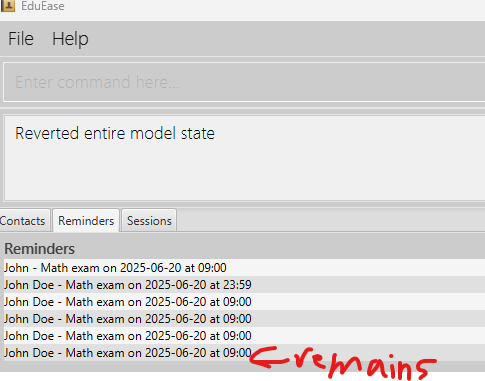 EduEase
File Help
Enter command here...
Reverted entire model state
Contacts Reminders Sessions
Reminders
John - Math exam on 2025-06-20 at 09:00
John Doe - Math exam on 2025-06-20 at 23:59
John Doe - Math exam on 2025-06-20 at 09:00
John Doe - Math exam on 2025-06-20 at 09:00
John Doe - Math exam on 2025-06-20 at 09:00
John Doe - Math exam on 2025-06-20 at 09:00 remains